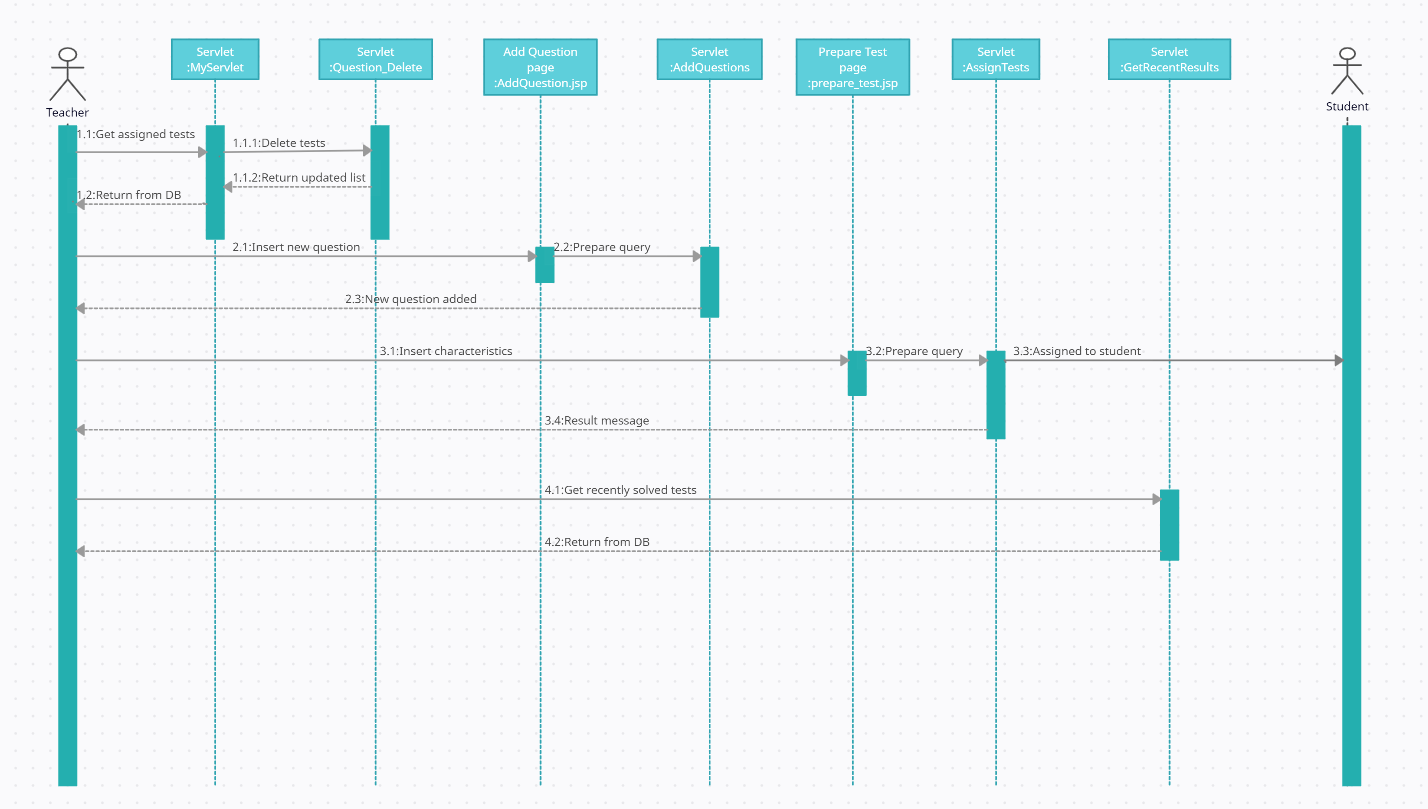 Servlet
:MyServlet
Servlet
:Question_Delete
Add Question
page
:AddQuestion.jsp
Servlet
:AddQuestions
Prepare Test
page
:prepare_test.jsp
Servlet
:AssignTests
Servlet
:GetRecentResults
Teacher
Student
1.1:Get assigned tests
1.1.1:Delete tests
1.1.2:Return updated list
1.2:Return from DB
2.1:Insert new question
2.2:Prepare query
2.3:New question added
3.1:Insert characteristics
3.2:Prepare query
3.3:Assigned to student
3.4:Result message
4.1:Get recently solved tests
4.2:Return from DB